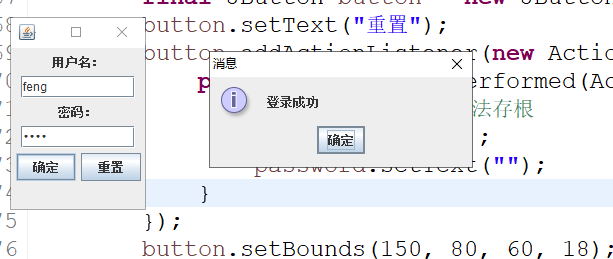 final JButton button = new JButton
58 button.setText("重置");
59 button.addActionListener(new Actio
用户名：
feng
密码：
••••
确定 重置
消息
登录成功
确定
erformed(Ac
法存根
;
password.setText("");
}
75 });
76 button.setBounds(150, 80, 60, 18);